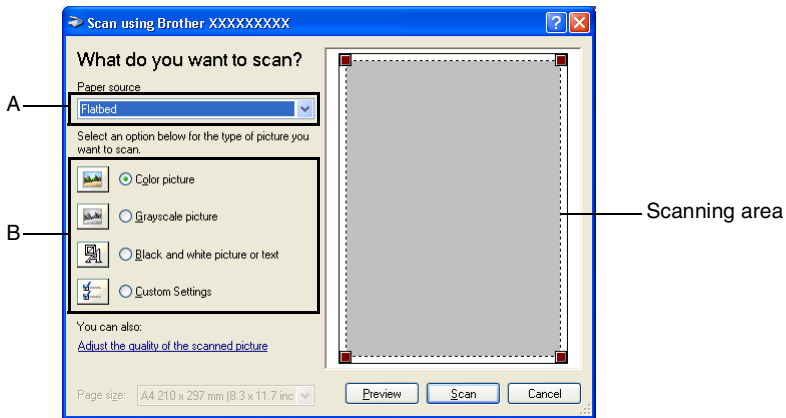 Scan using Brother XXXXXXXXX
What do you want to scan?
Paper source
A
Flatbed
Select an option below for the type of picture you
want to scan.
Color picture
Grayscale picture
Scanning area
B
Black and white picture or text
Custom Settings
You can also:
Adjust the quality of the scanned picture
Page size: A4 210 x 297 mm (8.3 x 11.7 inc
Preview
Scan
Cancel